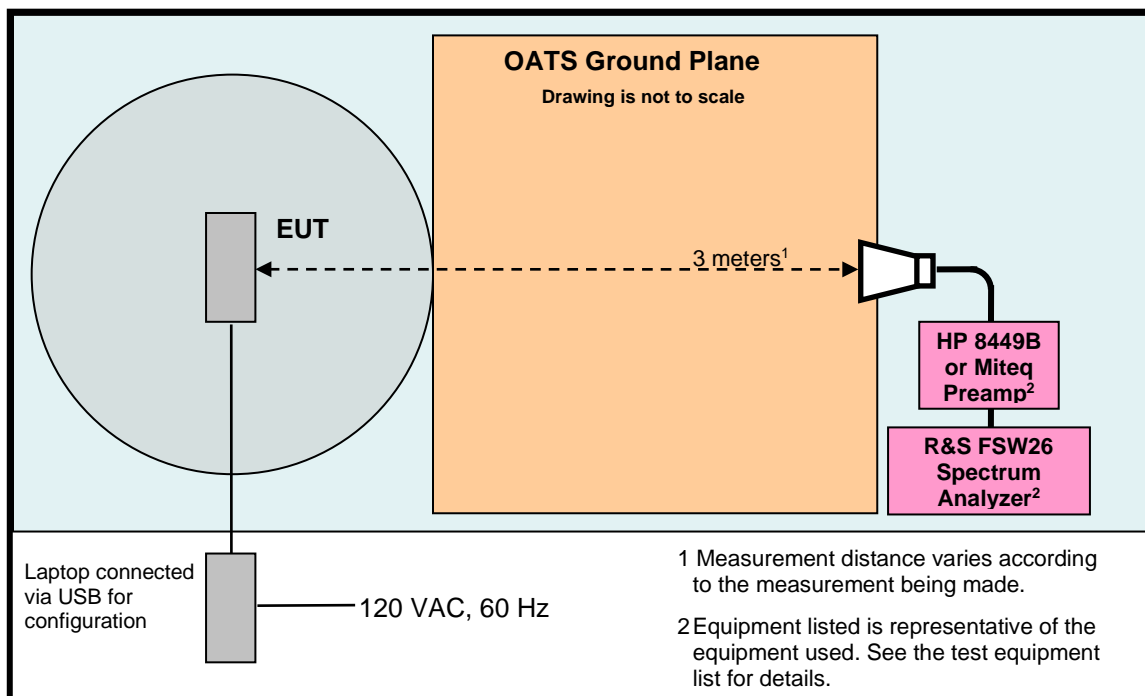 OATS Ground Plane
Drawing is not to scale
EUT
3 meters¹
HP 8449B
or Miteq
Preamp²
R&S FSW26
Spectrum
Analyzer²
Laptop connected
via USB for
configuration
120 VAC, 60 Hz
1 Measurement distance varies according
to the measurement being made.
2 Equipment listed is representative of the
equipment used. See the test equipment
list for details.